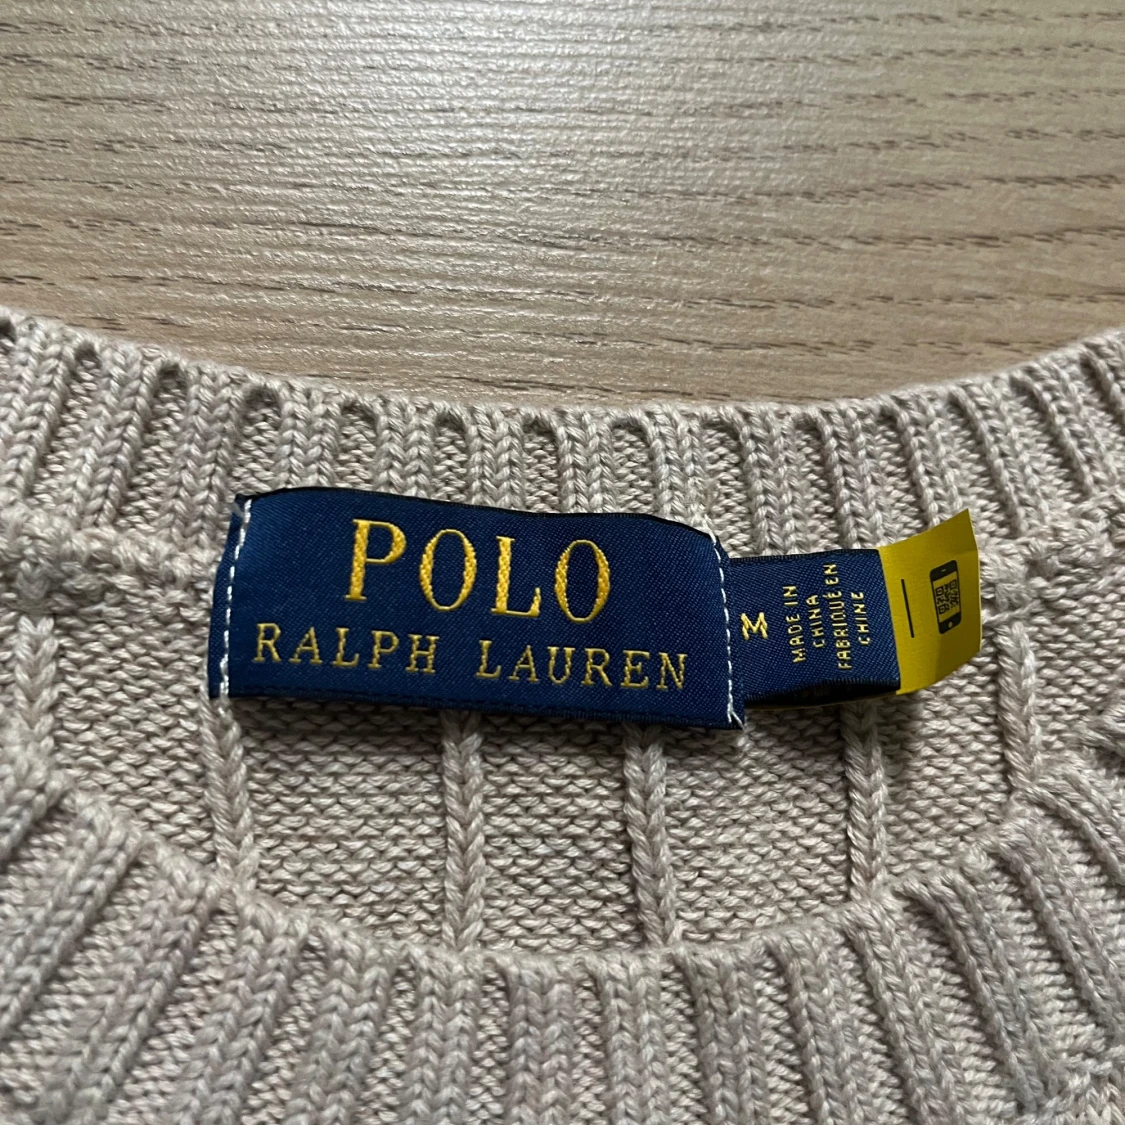 POLO
RALPH LAUREN
M
MADE IN
CHINA
FABRIQUÉ EN
CHINE